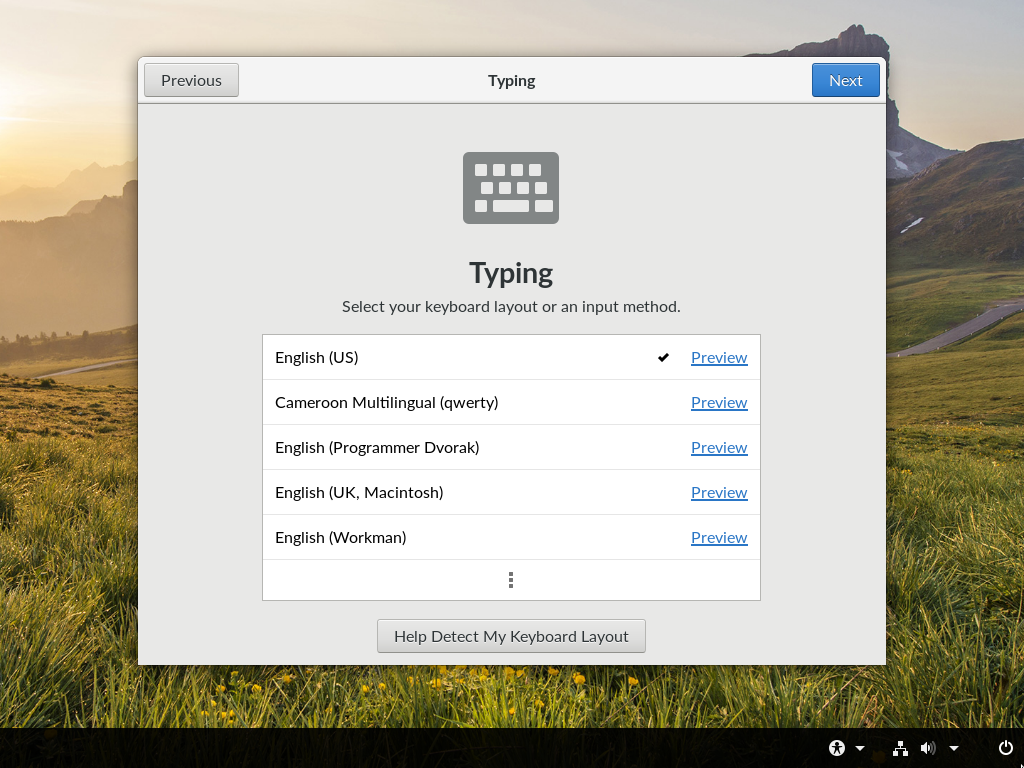 Previous
Typing
Next
Typing
Select your keyboard layout or an input method.
English (US) Preview
Cameroon Multilingual (qwerty) Preview
English (Programmer Dvorak) Preview
English (UK, Macintosh) Preview
English (Workman) Preview
Help Detect My Keyboard Layout